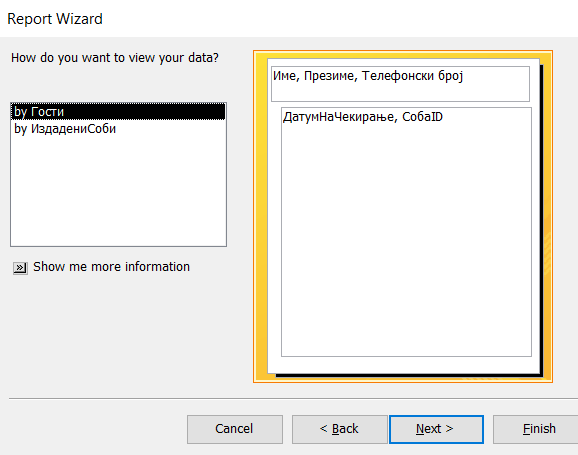 Report Wizard
How do you want to view your data?
by Гости
by ИздадениСоби
Show me more information
Име, Презиме, Телефонски број
ДатумНаЧекирање, СобаID
Cancel
< Back
Next >
Finish